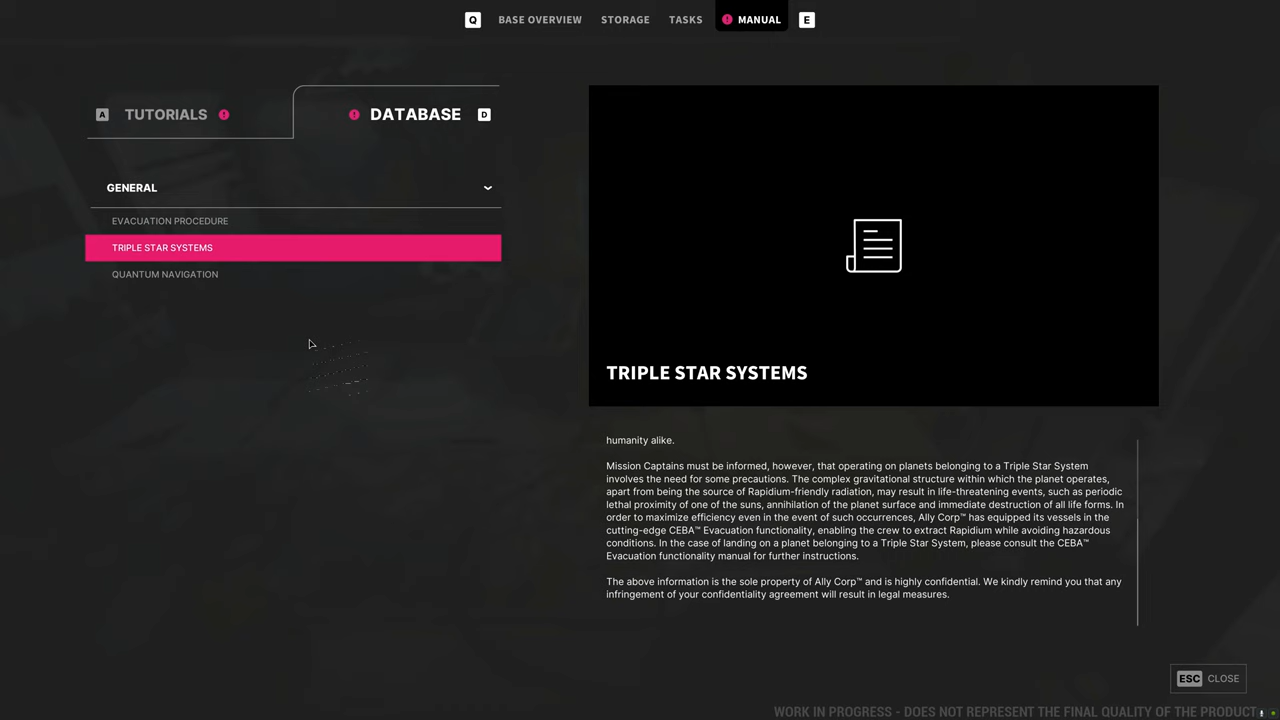 Q BASE OVERVIEW STORAGE TASKS ! MANUAL E
A TUTORIALS ! ! DATABASE D
GENERAL
EVACUATION PROCEDURE
TRIPLE STAR SYSTEMS
QUANTUM NAVIGATION
TRIPLE STAR SYSTEMS
humanity alike.
Mission Captains must be informed, however, that operating on planets belonging to a Triple Star System
involves the need for some precautions. The complex gravitational structure within which the planet operates,
apart from being the source of Rapidium-friendly radiation, may result in life-threatening events, such as periodic
lethal proximity of one of the suns, annihilation of the planet surface and immediate destruction of all life forms. In
order to maximize efficiency even in the event of such occurrences, Ally Corp™ has equipped its vessels in the
cutting-edge CEBA™ Evacuation functionality, enabling the crew to extract Rapidium while avoiding hazardous
conditions. In the case of landing on a planet belonging to a Triple Star System, please consult the CEBA™
Evacuation functionality manual for further instructions.
The above information is the sole property of Ally Corp™ and is highly confidential. We kindly remind you that any
infringement of your confidentiality agreement will result in legal measures.
ESC CLOSE
WORK IN PROGRESS - DOES NOT REPRESENT THE FINAL QUALITY OF THE PRODUCT